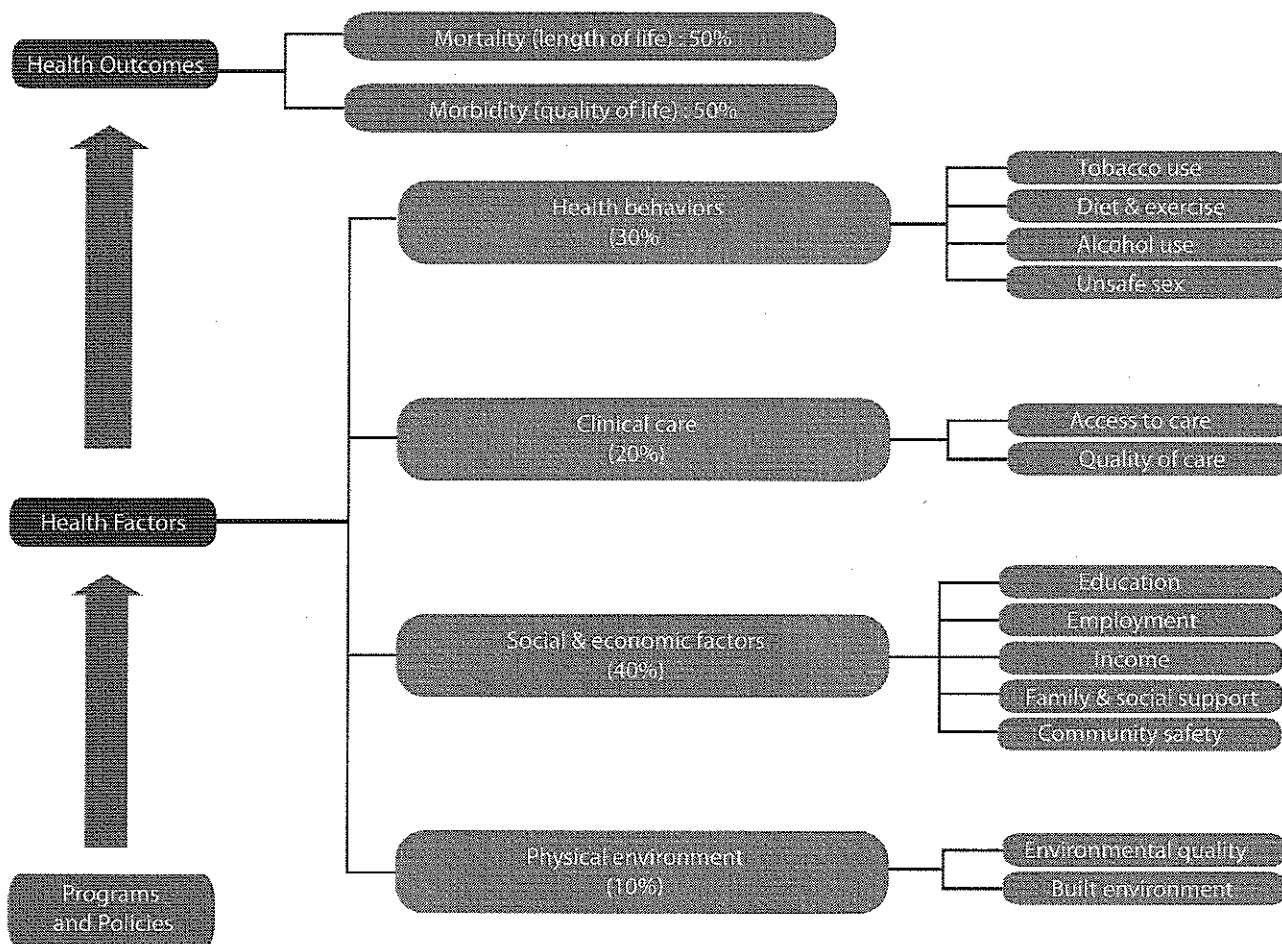 Health Outcomes
Mortality (length of life) : 50%
Morbidity (quality of life) : 50%
Health behaviors
(30%
Tobacco use
Diet & exercise
Alcohol use
Unsafe sex
Clinical care
(20%)
Access to care
Quality of care
Health Factors
Social & economic factors
(40%)
Education
Employment
Income
Family & social support
Community safety
Physical environment
(10%)
Environmental quality
Built environment
Programs
and Policies